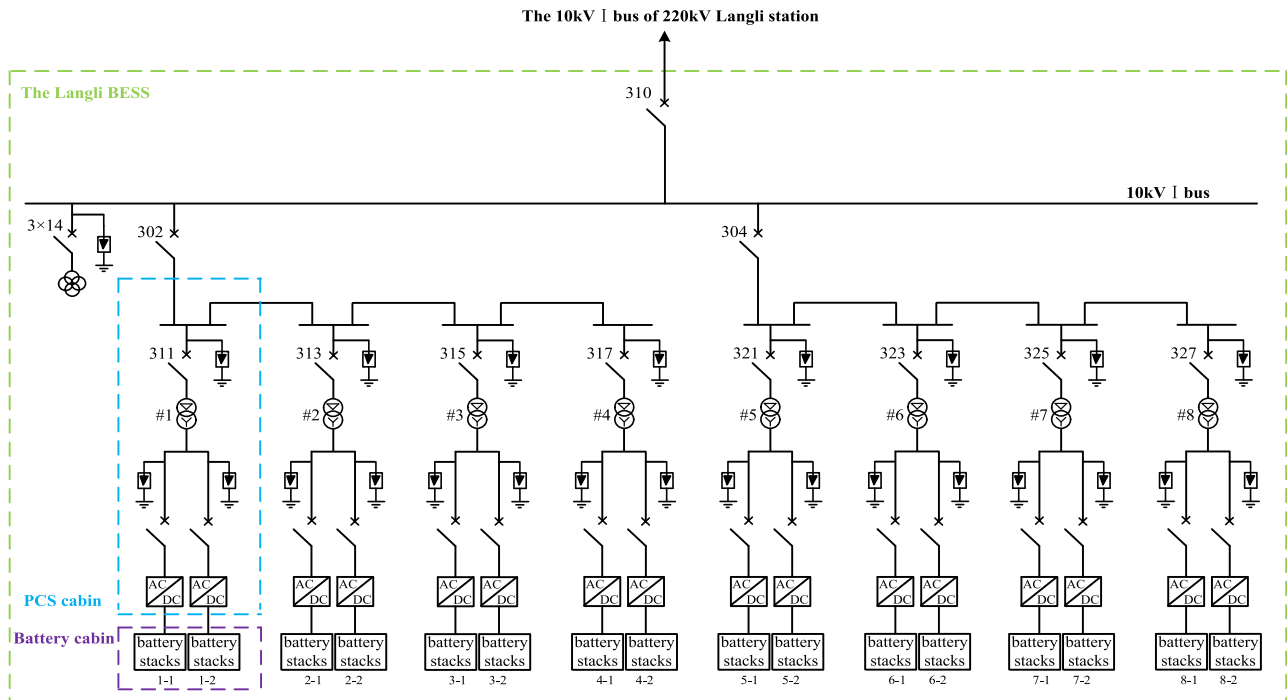 The 10kV Ⅰ bus of 220kV Langli station
The Langli BESS
310
10kV Ⅰ bus
3×14
302
304
311
313
315
317
321
323
325
327
#1
#2
#3
#4
#5
#6
#7
#8
PCS cabin
AC
DC
AC
DC
AC
DC
AC
DC
AC
DC
AC
DC
AC
DC
AC
DC
AC
DC
AC
DC
AC
DC
AC
DC
AC
DC
AC
DC
AC
DC
AC
DC
Battery cabin
battery
stacks
battery
stacks
battery
stacks
battery
stacks
battery
stacks
battery
stacks
battery
stacks
battery
stacks
battery
stacks
battery
stacks
battery
stacks
battery
stacks
battery
stacks
battery
stacks
battery
stacks
battery
stacks
1-1
1-2
2-1
2-2
3-1
3-2
4-1
4-2
5-1
5-2
6-1
6-2
7-1
7-2
8-1
8-2